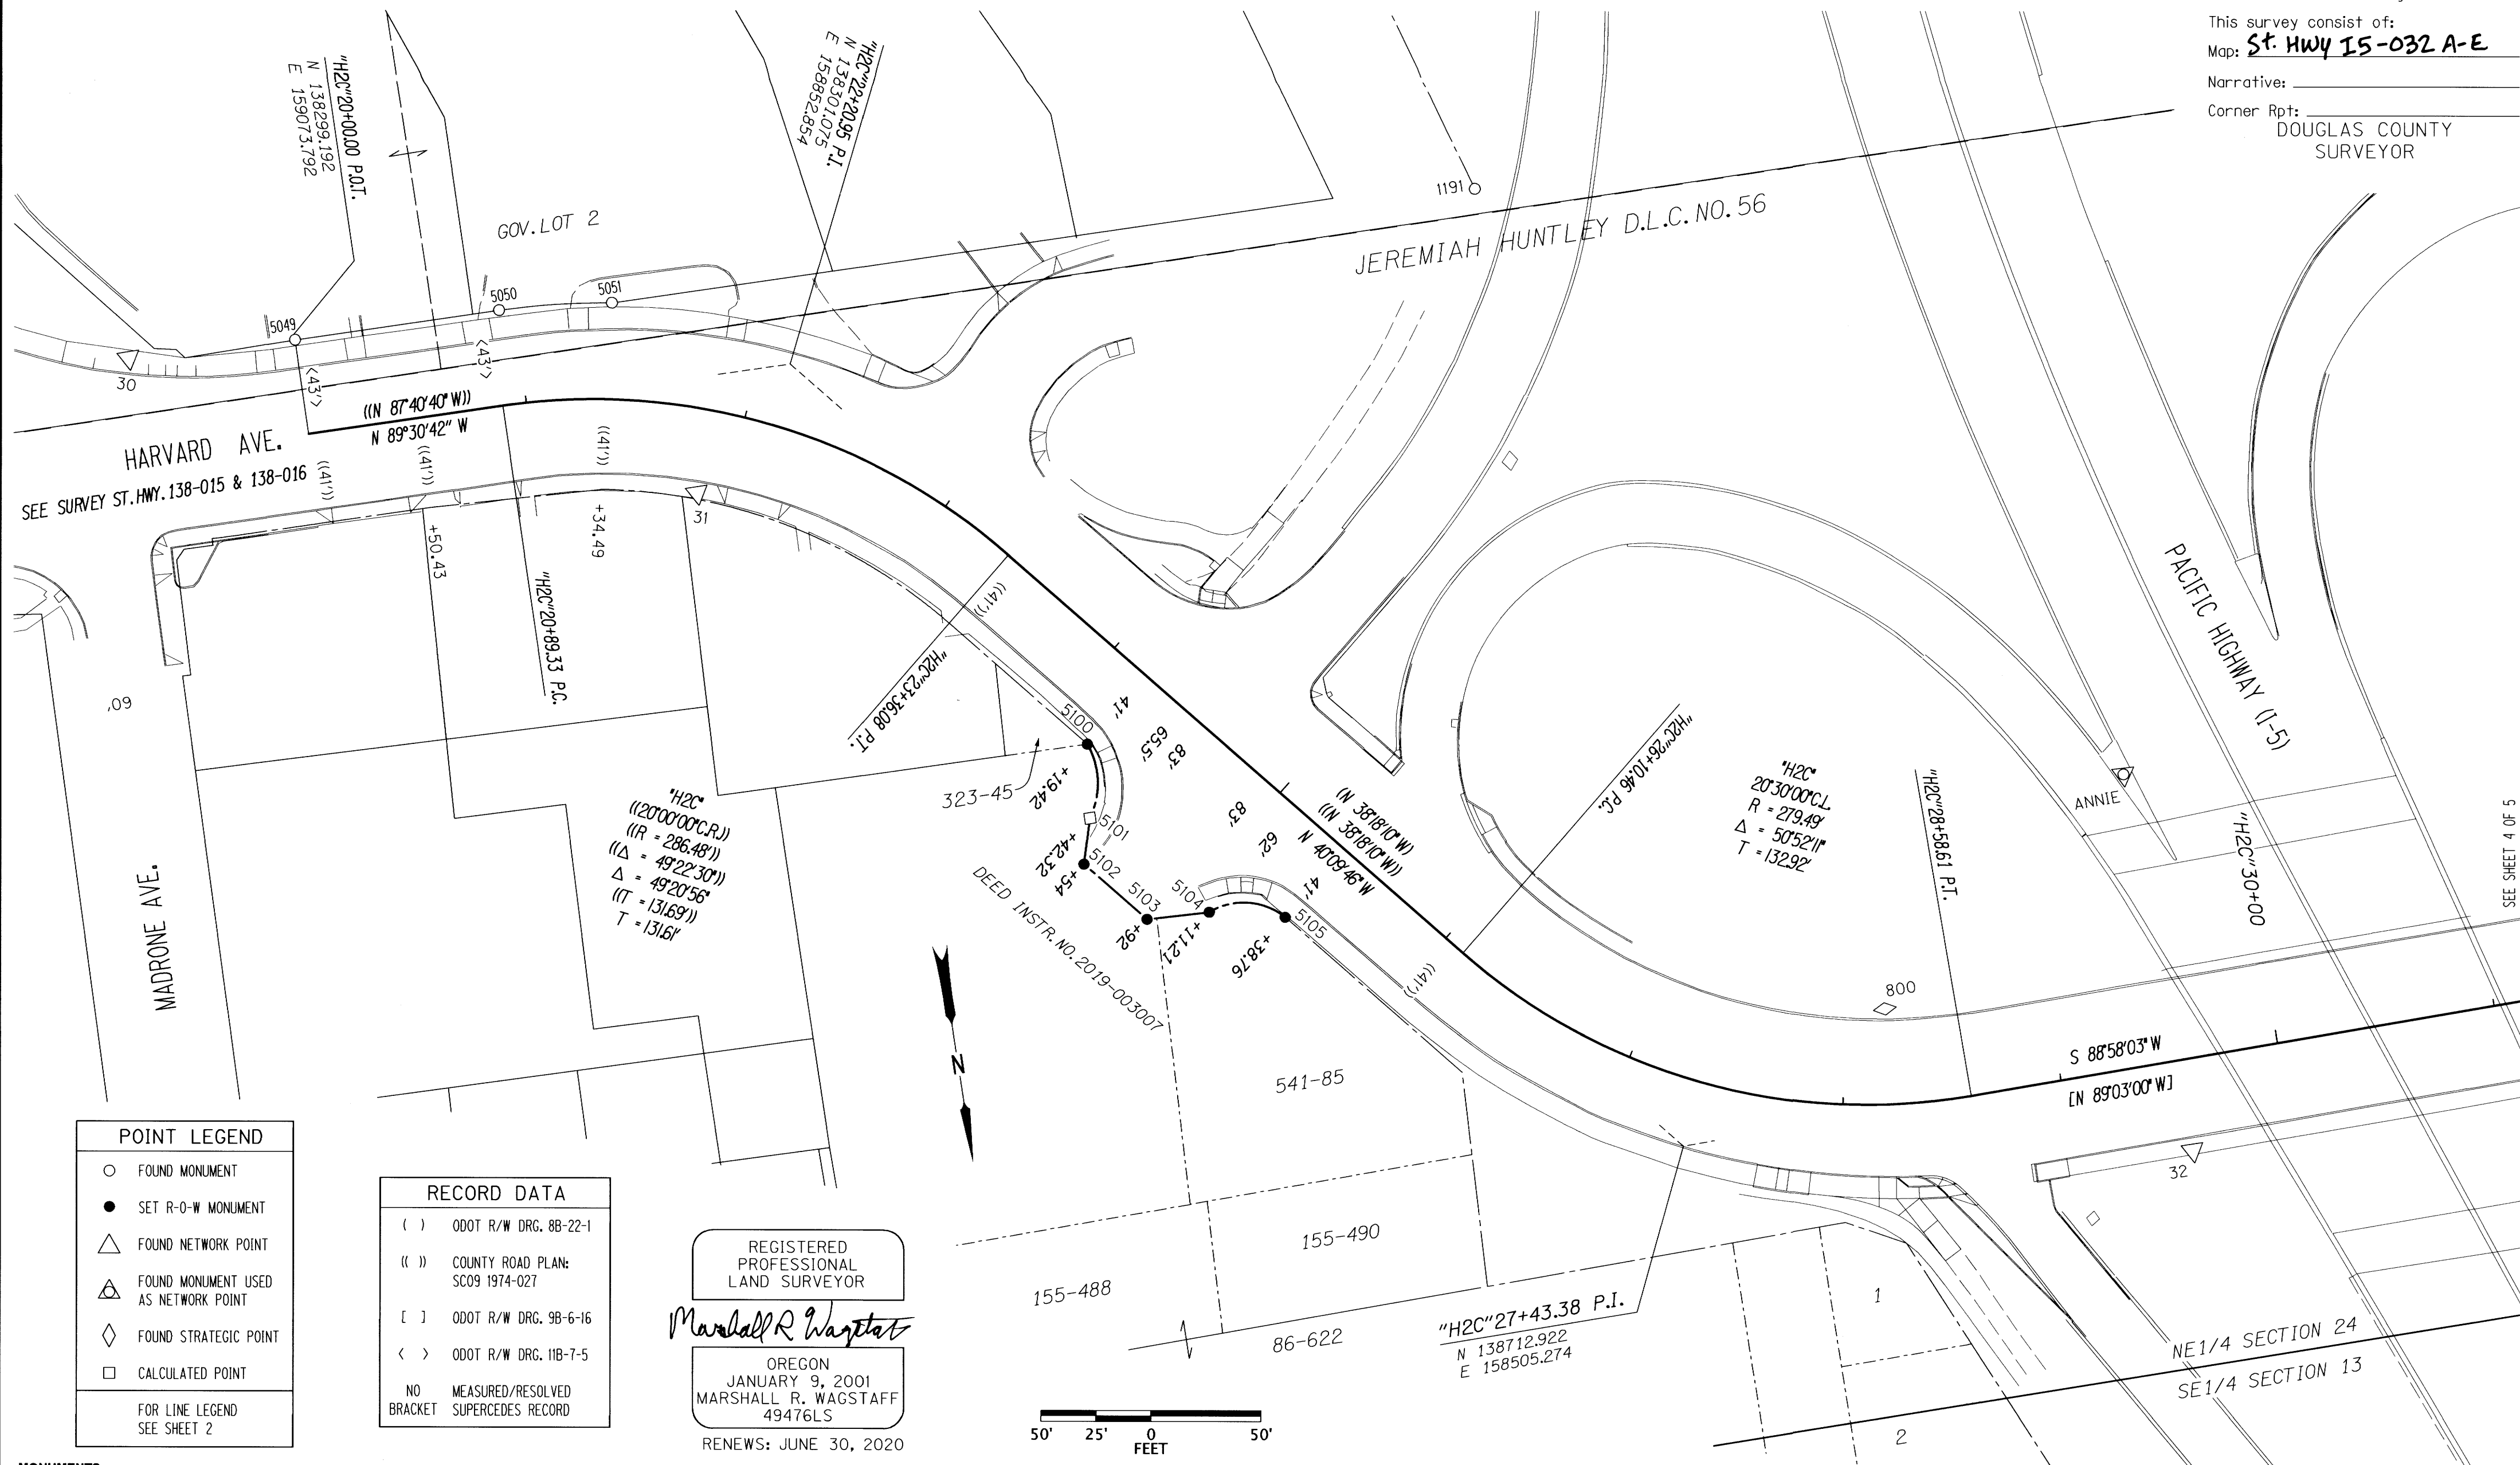 This survey consist of:
Map: St. HWY I5-032 A-E
Narrative:
Corner Rpt:
DOUGLAS COUNTY
SURVEYOR
"H2C"20+00.00 P.O.T.
N 138299.192
E 159073.792
"H2C"22+20.95 P.I.
N 138301.075
E 158852.854
GOV. LOT 2
1191
JEREMIAH HUNTLEY D.L.C. NO. 56
5049
5050
5051
30
<43'>
<43'>
((N 87°40'40" W))
N 89°30'42" W
HARVARD AVE.
SEE SURVEY ST. HWY. 138-015 & 138-016
((41'))
((41'))
((41'))
31
+50.43
+34.49
"H2C"20+89.33 P.C.
"H2C"23+36.08 P.T.
((41'))
60'
MADRONE AVE.
"H2C"
((20°00'00"C.R.))
((R = 286.48'))
((Δ = 49°22'30"))
Δ = 49°20'56"
((T = 131.69'))
T = 131.61'
323-45
5100
+19.42
5101
+42.32
5102
+54
5103
+92
5104
+11.21
5105
+38.76
41'
65.5'
83'
83'
62'
41'
((41'))
(N 38°18'10" W)
((N 38°18'10" W))
N 40°09'46" W
DEED INSTR. NO. 2019-003007
"H2C"26+10.46 P.C.
"H2C"
20°30'00"C.L.
R = 279.49'
Δ = 50°52'11"
T = 132.92'
"H2C"28+58.61 P.T.
ANNIE
PACIFIC HIGHWAY (I-5)
"H2C"30+00
SEE SHEET 4 OF 5
800
S 88°58'03" W
[N 89°03'00" W]
N
541-85
155-490
155-488
86-622
"H2C"27+43.38 P.I.
N 138712.922
E 158505.274
32
1
2
NE1/4 SECTION 24
SE1/4 SECTION 13
POINT LEGEND
FOUND MONUMENT
SET R-O-W MONUMENT
FOUND NETWORK POINT
FOUND MONUMENT USED
AS NETWORK POINT
FOUND STRATEGIC POINT
CALCULATED POINT
FOR LINE LEGEND
SEE SHEET 2
RECORD DATA
( ) ODOT R/W DRG. 8B-22-1
(( )) COUNTY ROAD PLAN:
SC09 1974-027
[ ] ODOT R/W DRG. 9B-6-16
< > ODOT R/W DRG. 11B-7-5
NO MEASURED/RESOLVED
BRACKET SUPERCEDES RECORD
REGISTERED
PROFESSIONAL
LAND SURVEYOR
Marshall R Wagstaff
OREGON
JANUARY 9, 2001
MARSHALL R. WAGSTAFF
49476LS
RENEWS: JUNE 30, 2020
50' 25' 0 50'
FEET